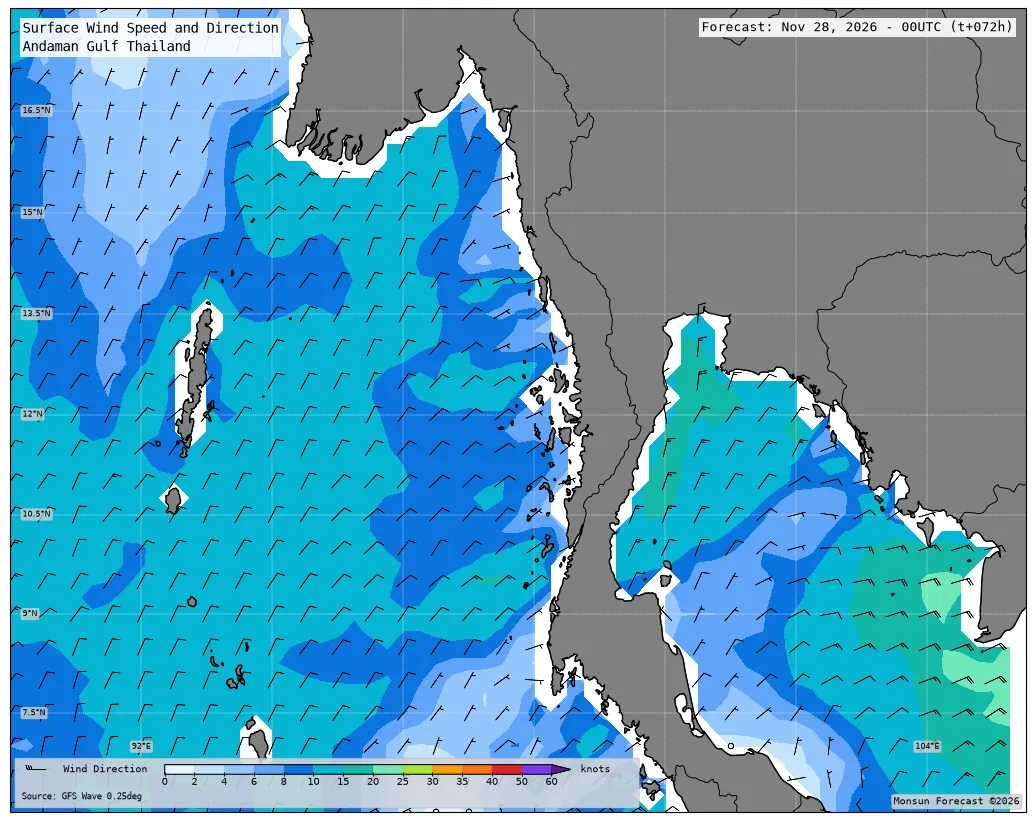 Surface Wind Speed and Direction
Andaman Gulf Thailand
Forecast: Nov 28, 2026 - 00UTC (t+072h)
16.5°N
15°N
13.5°N
12°N
10.5°N
9°N
7.5°N
92°E
104°E
Wind Direction
0 2 4 6 8 10 15 20 25 30 35 40 50 60 knots
Source: GFS Wave 0.25deg
Monsun Forecast ©2026